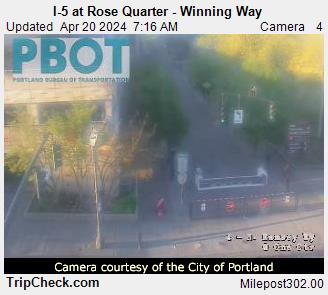 I-5 at Rose Quarter - Winning Way
Updated Apr 20 2024 7:16 AM Camera 4
PBOT
PORTLAND BUREAU OF TRANSPORTATION
Camera courtesy of the City of Portland
TripCheck.com Milepost302.00